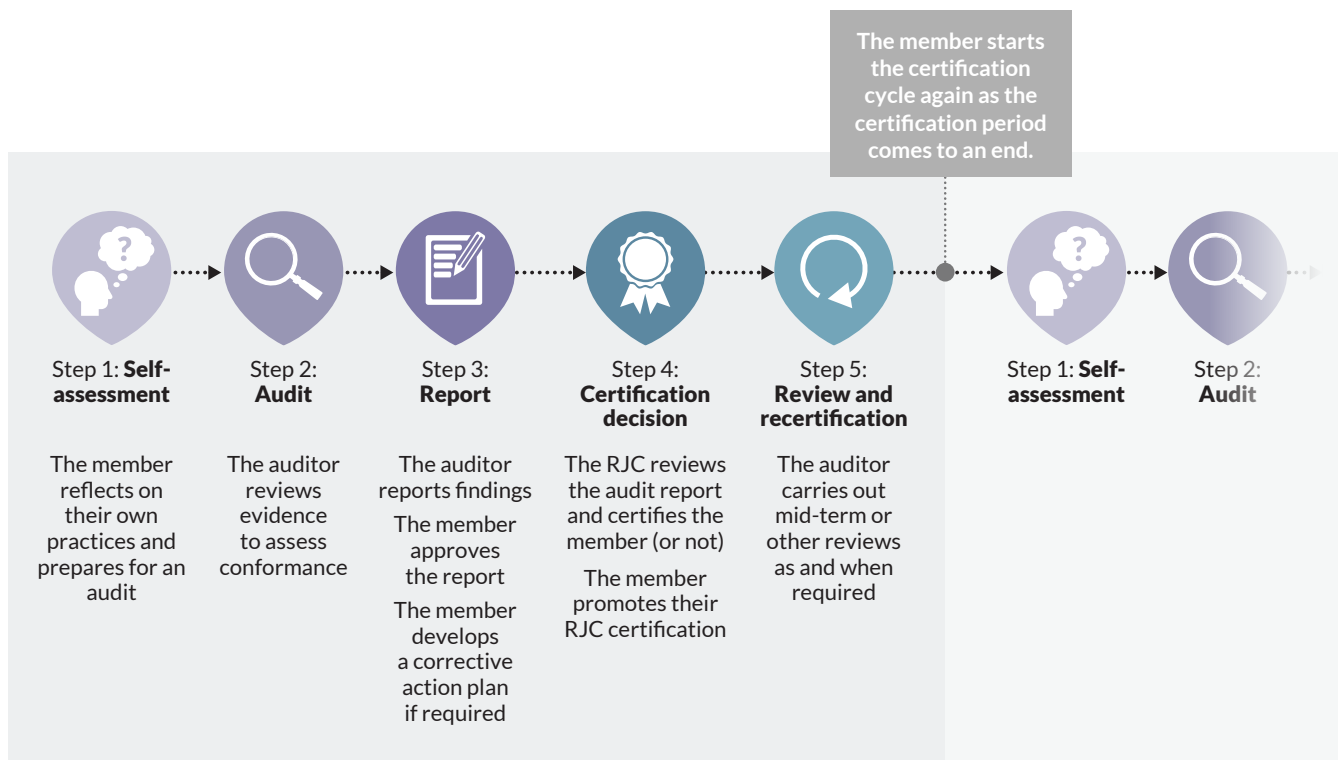 The member starts
the certification
cycle again as the
certification period
comes to an end.
?
Step 1: Self-
assessment
The member
reflects on
their own
practices and
prepares for an
audit
Step 2:
Audit
The auditor
reviews
evidence
to assess
conformance
Step 3:
Report
The auditor
reports findings
The member
approves
the report
The member
develops
a corrective
action plan
if required
Step 4:
Certification
decision
The RJC reviews
the audit report
and certifies the
member (or not)
The member
promotes their
RJC certification
Step 5:
Review and
recertification
The auditor
carries out
mid-term or
other reviews
as and when
required
?
Step 1: Self-
assessment
Step 2:
Audit